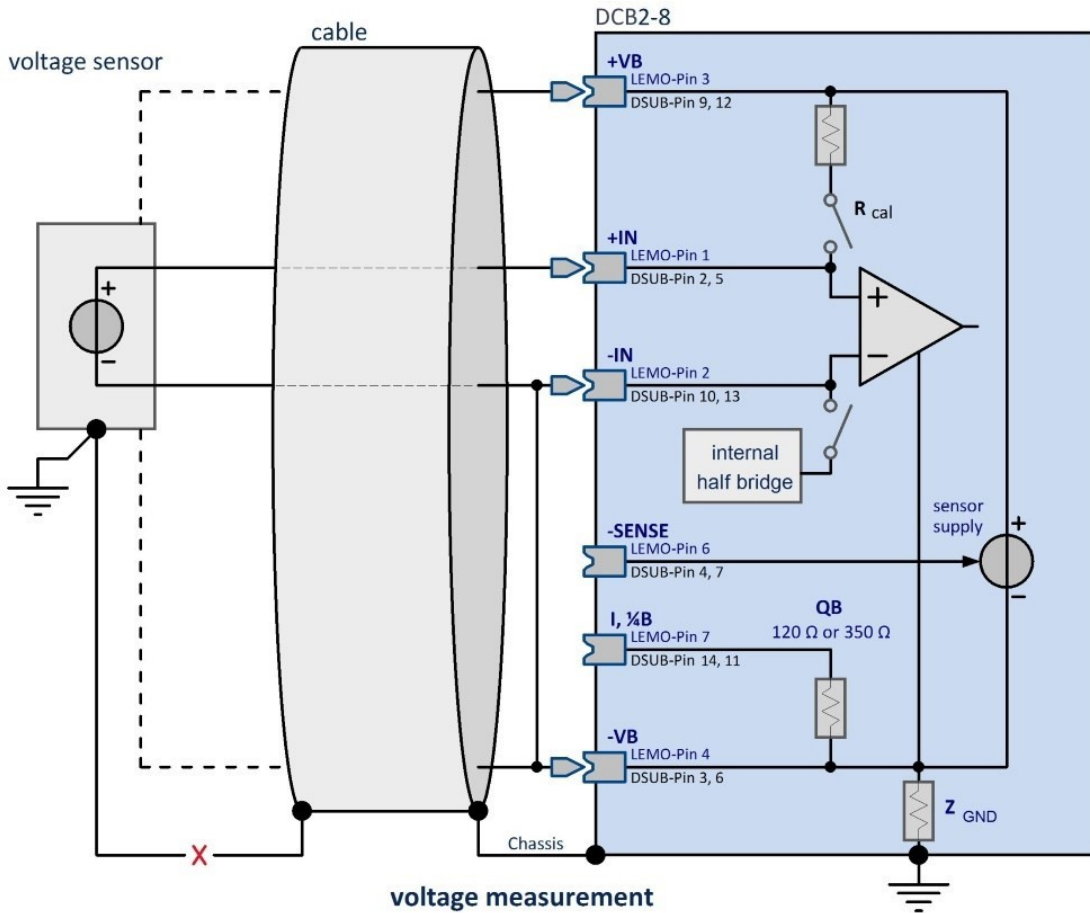 DCB2-8
cable
voltage sensor
+VB
LEMO-Pin 3
DSUB-Pin 9, 12
R cal
+IN
LEMO-Pin 1
DSUB-Pin 2, 5
+
+
−
−
-IN
LEMO-Pin 2
DSUB-Pin 10, 13
internal
half bridge
sensor
supply
+
−
-SENSE
LEMO-Pin 6
DSUB-Pin 4, 7
I, ¼B
LEMO-Pin 7
DSUB-Pin 14, 11
QB
120 Ω or 350 Ω
-VB
LEMO-Pin 4
DSUB-Pin 3, 6
Z GND
X
Chassis
voltage measurement